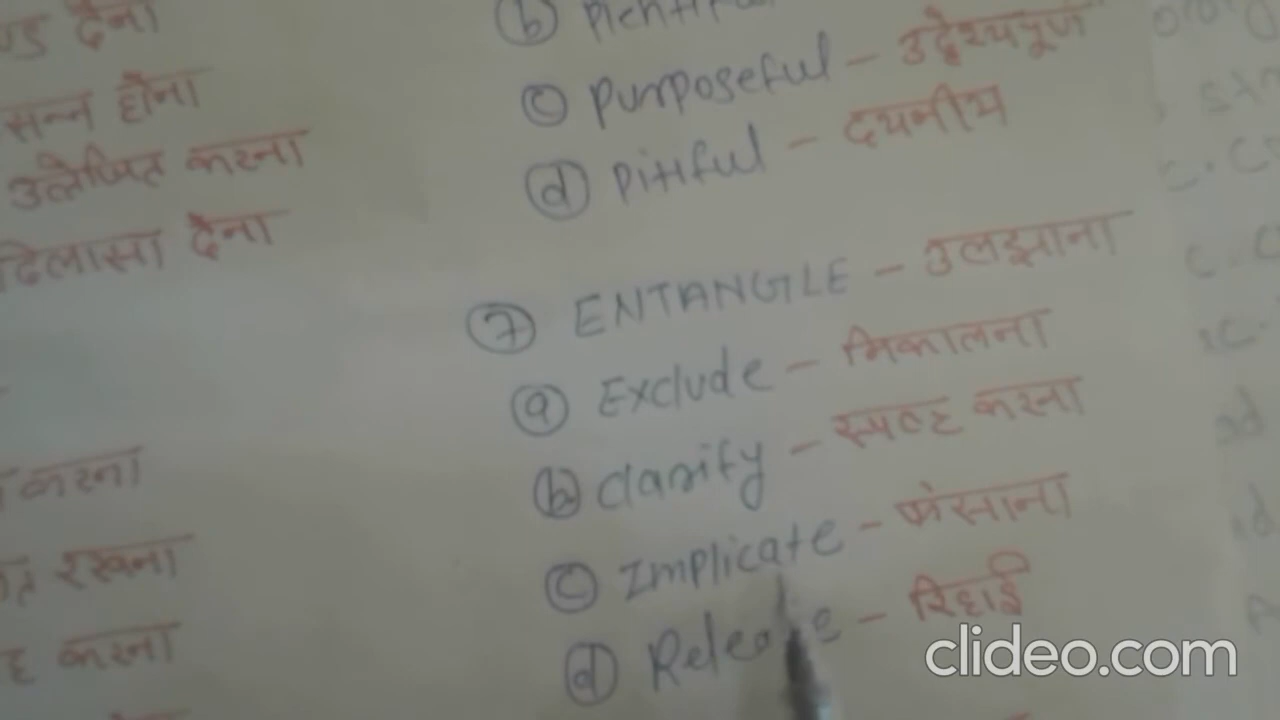 देना
सन्न होना
उत्तेजित करना
दिलासा देना
करना
रखना
करना
(b)
(c) Purposeful – उद्देश्यपूर्ण
(d) Pitiful – दयनीय
(7) ENTANGLE – उलझाना
(a) Exclude – निकालना
(b) Clarify – स्पष्ट करना
(c) Implicate – फंसाना
(d) Release – रिहाई
clideo.com